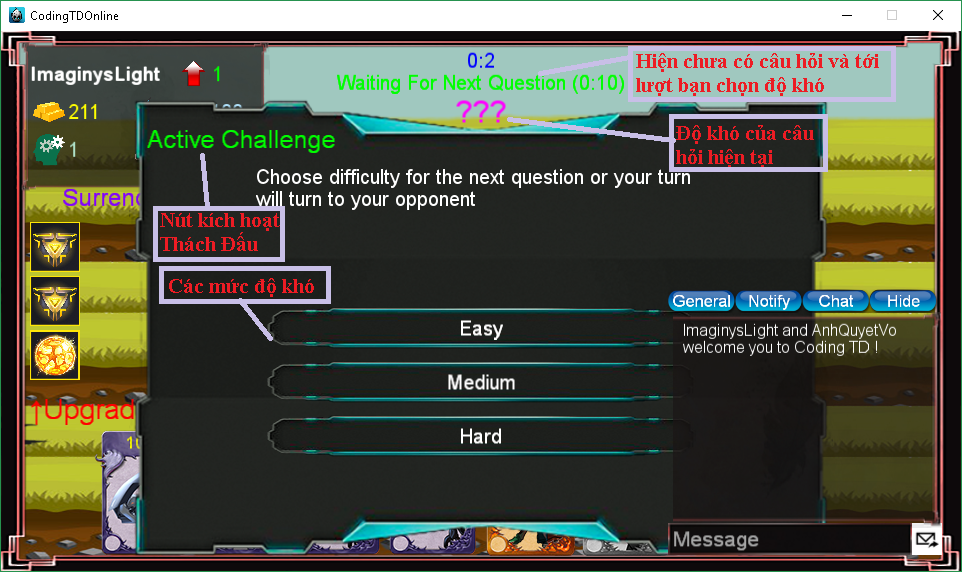 CodingTDOnline
ImaginysLight
1
0:2
Waiting For Next Question (0:10)
???
Hiện chưa có câu hỏi và tới
lượt bạn chọn độ khó
211
1
Độ khó của câu
hỏi hiện tại
Active Challenge
Choose difficulty for the next question or your turn
will turn to your opponent
Surrend
Nút kích hoạt
Thách Đấu
Các mức độ khó
General
Notify
Chat
Hide
ImaginysLight and AnhQuyetVo
welcome you to Coding TD !
Easy
Medium
Hard
↑Upgrad
Message